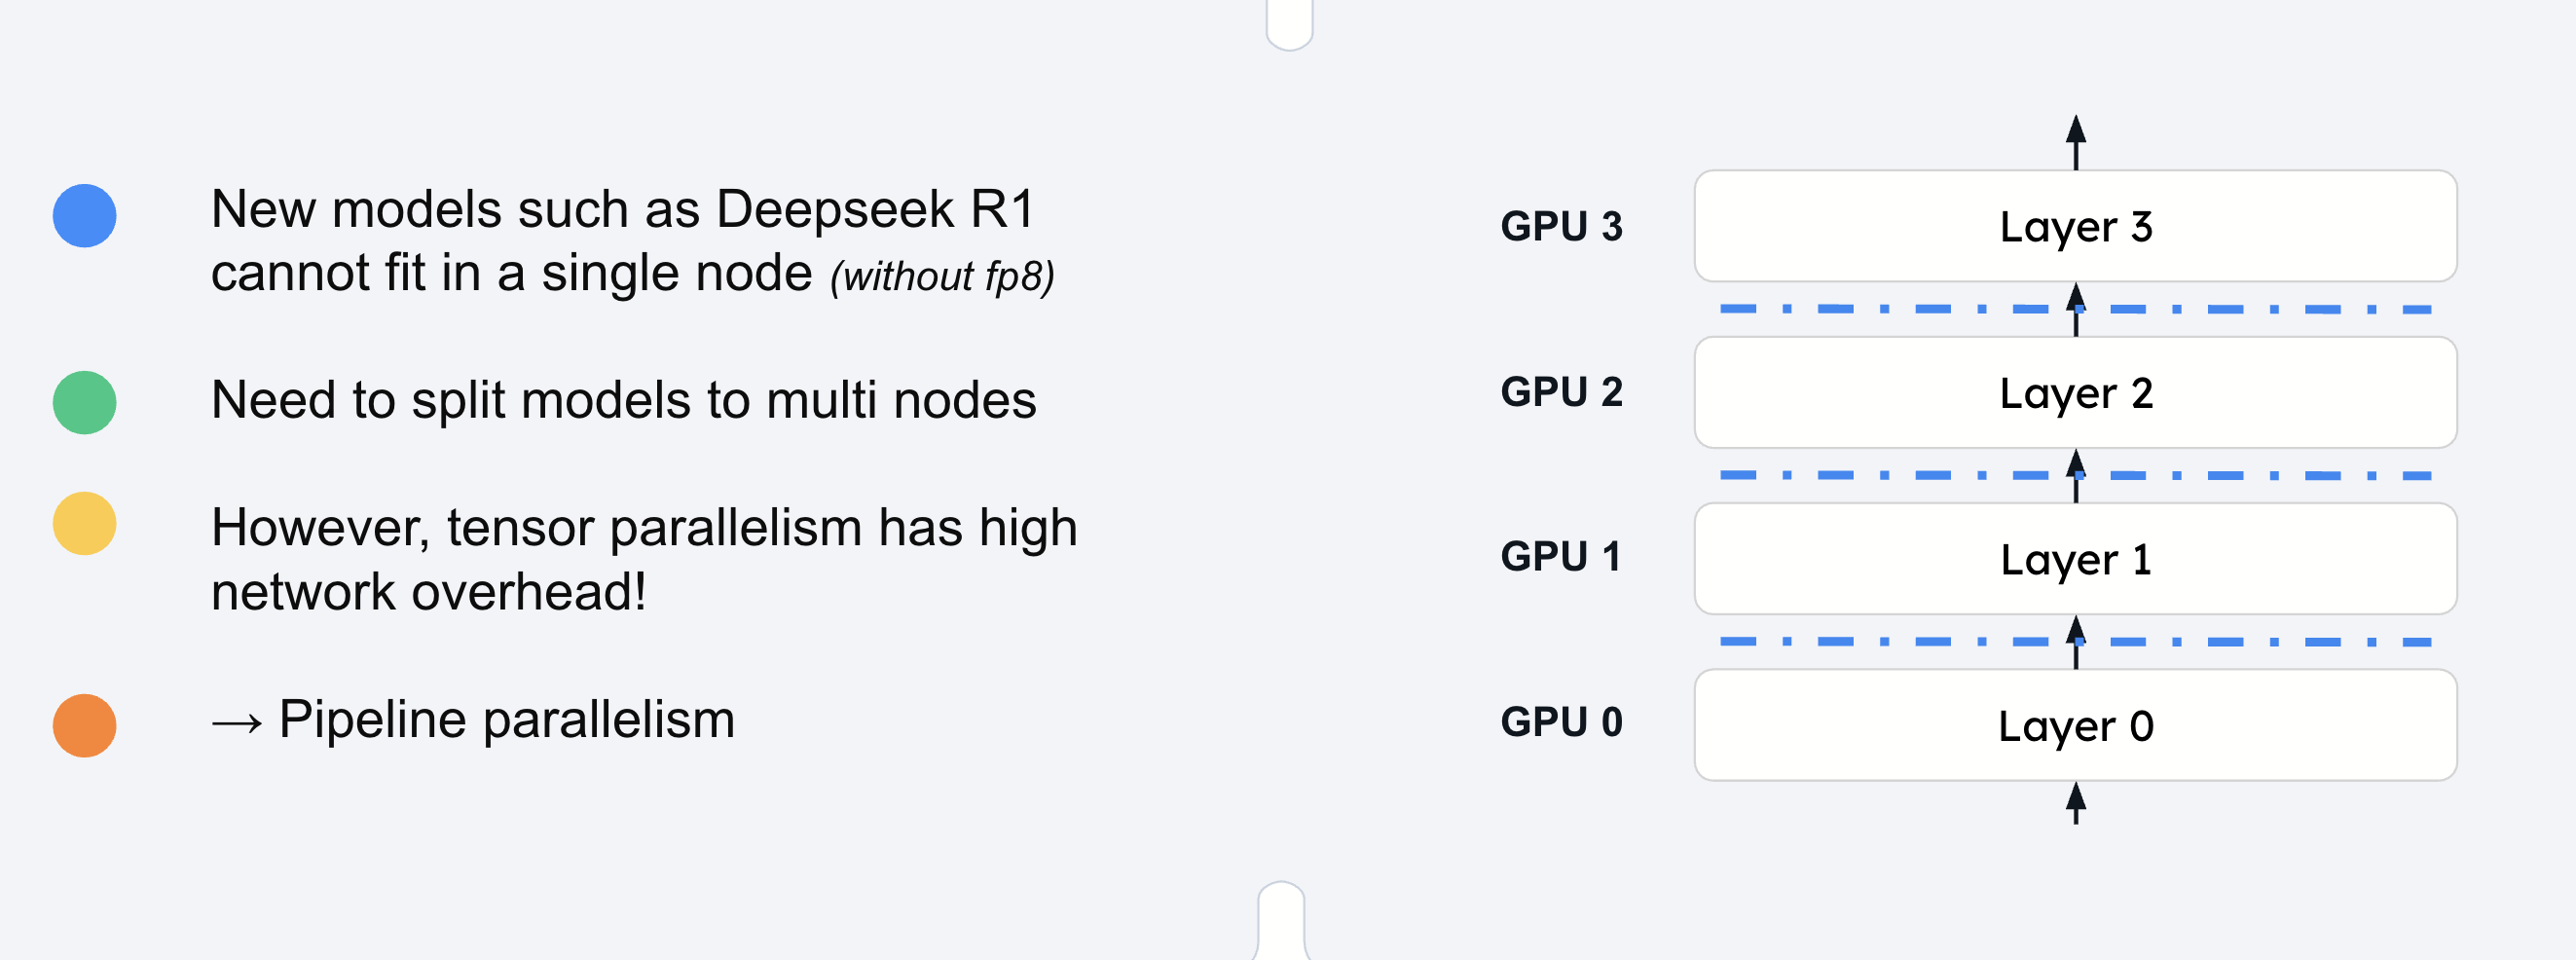 New models such as Deepseek R1
cannot fit in a single node (without fp8)
Need to split models to multi nodes
However, tensor parallelism has high
network overhead!
→ Pipeline parallelism
GPU 3
Layer 3
GPU 2
Layer 2
GPU 1
Layer 1
GPU 0
Layer 0